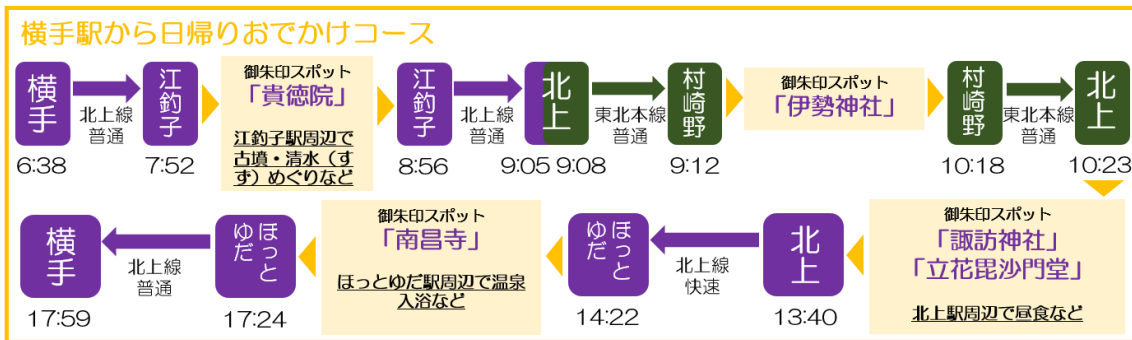 横手駅から日帰りおでかけコース
横手
北上線
普通
江釣子
御朱印スポット
「貴徳院」
江釣子駅周辺で
古墳・清水（す
ず）めぐりなど
江釣子
北上線
普通
北上
東北本線
普通
村崎野
御朱印スポット
「伊勢神社」
村崎野
東北本線
普通
北上
6:38
7:52
8:56
9:05 9:08
9:12
10:18
10:23
横手
北上線
普通
ほっと
ゆだ
御朱印スポット
「南昌寺」
ほっとゆだ駅周辺で温泉
入浴など
ほっと
ゆだ
北上線
快速
北上
御朱印スポット
「諏訪神社」
「立花毘沙門堂」
北上駅周辺で昼食など
17:59
17:24
14:22
13:40